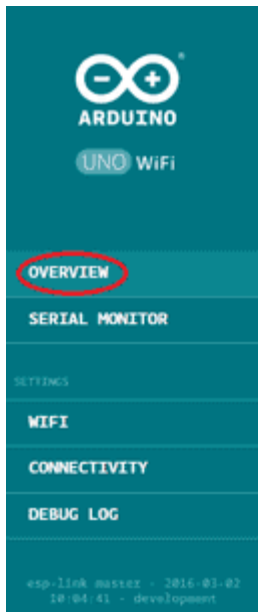 ARDUINO
UNO WiFi
OVERVIEW
SERIAL MONITOR
SETTINGS
WIFI
CONNECTIVITY
DEBUG LOG
esp-link master - 2016-03-02
10:04:41 - development